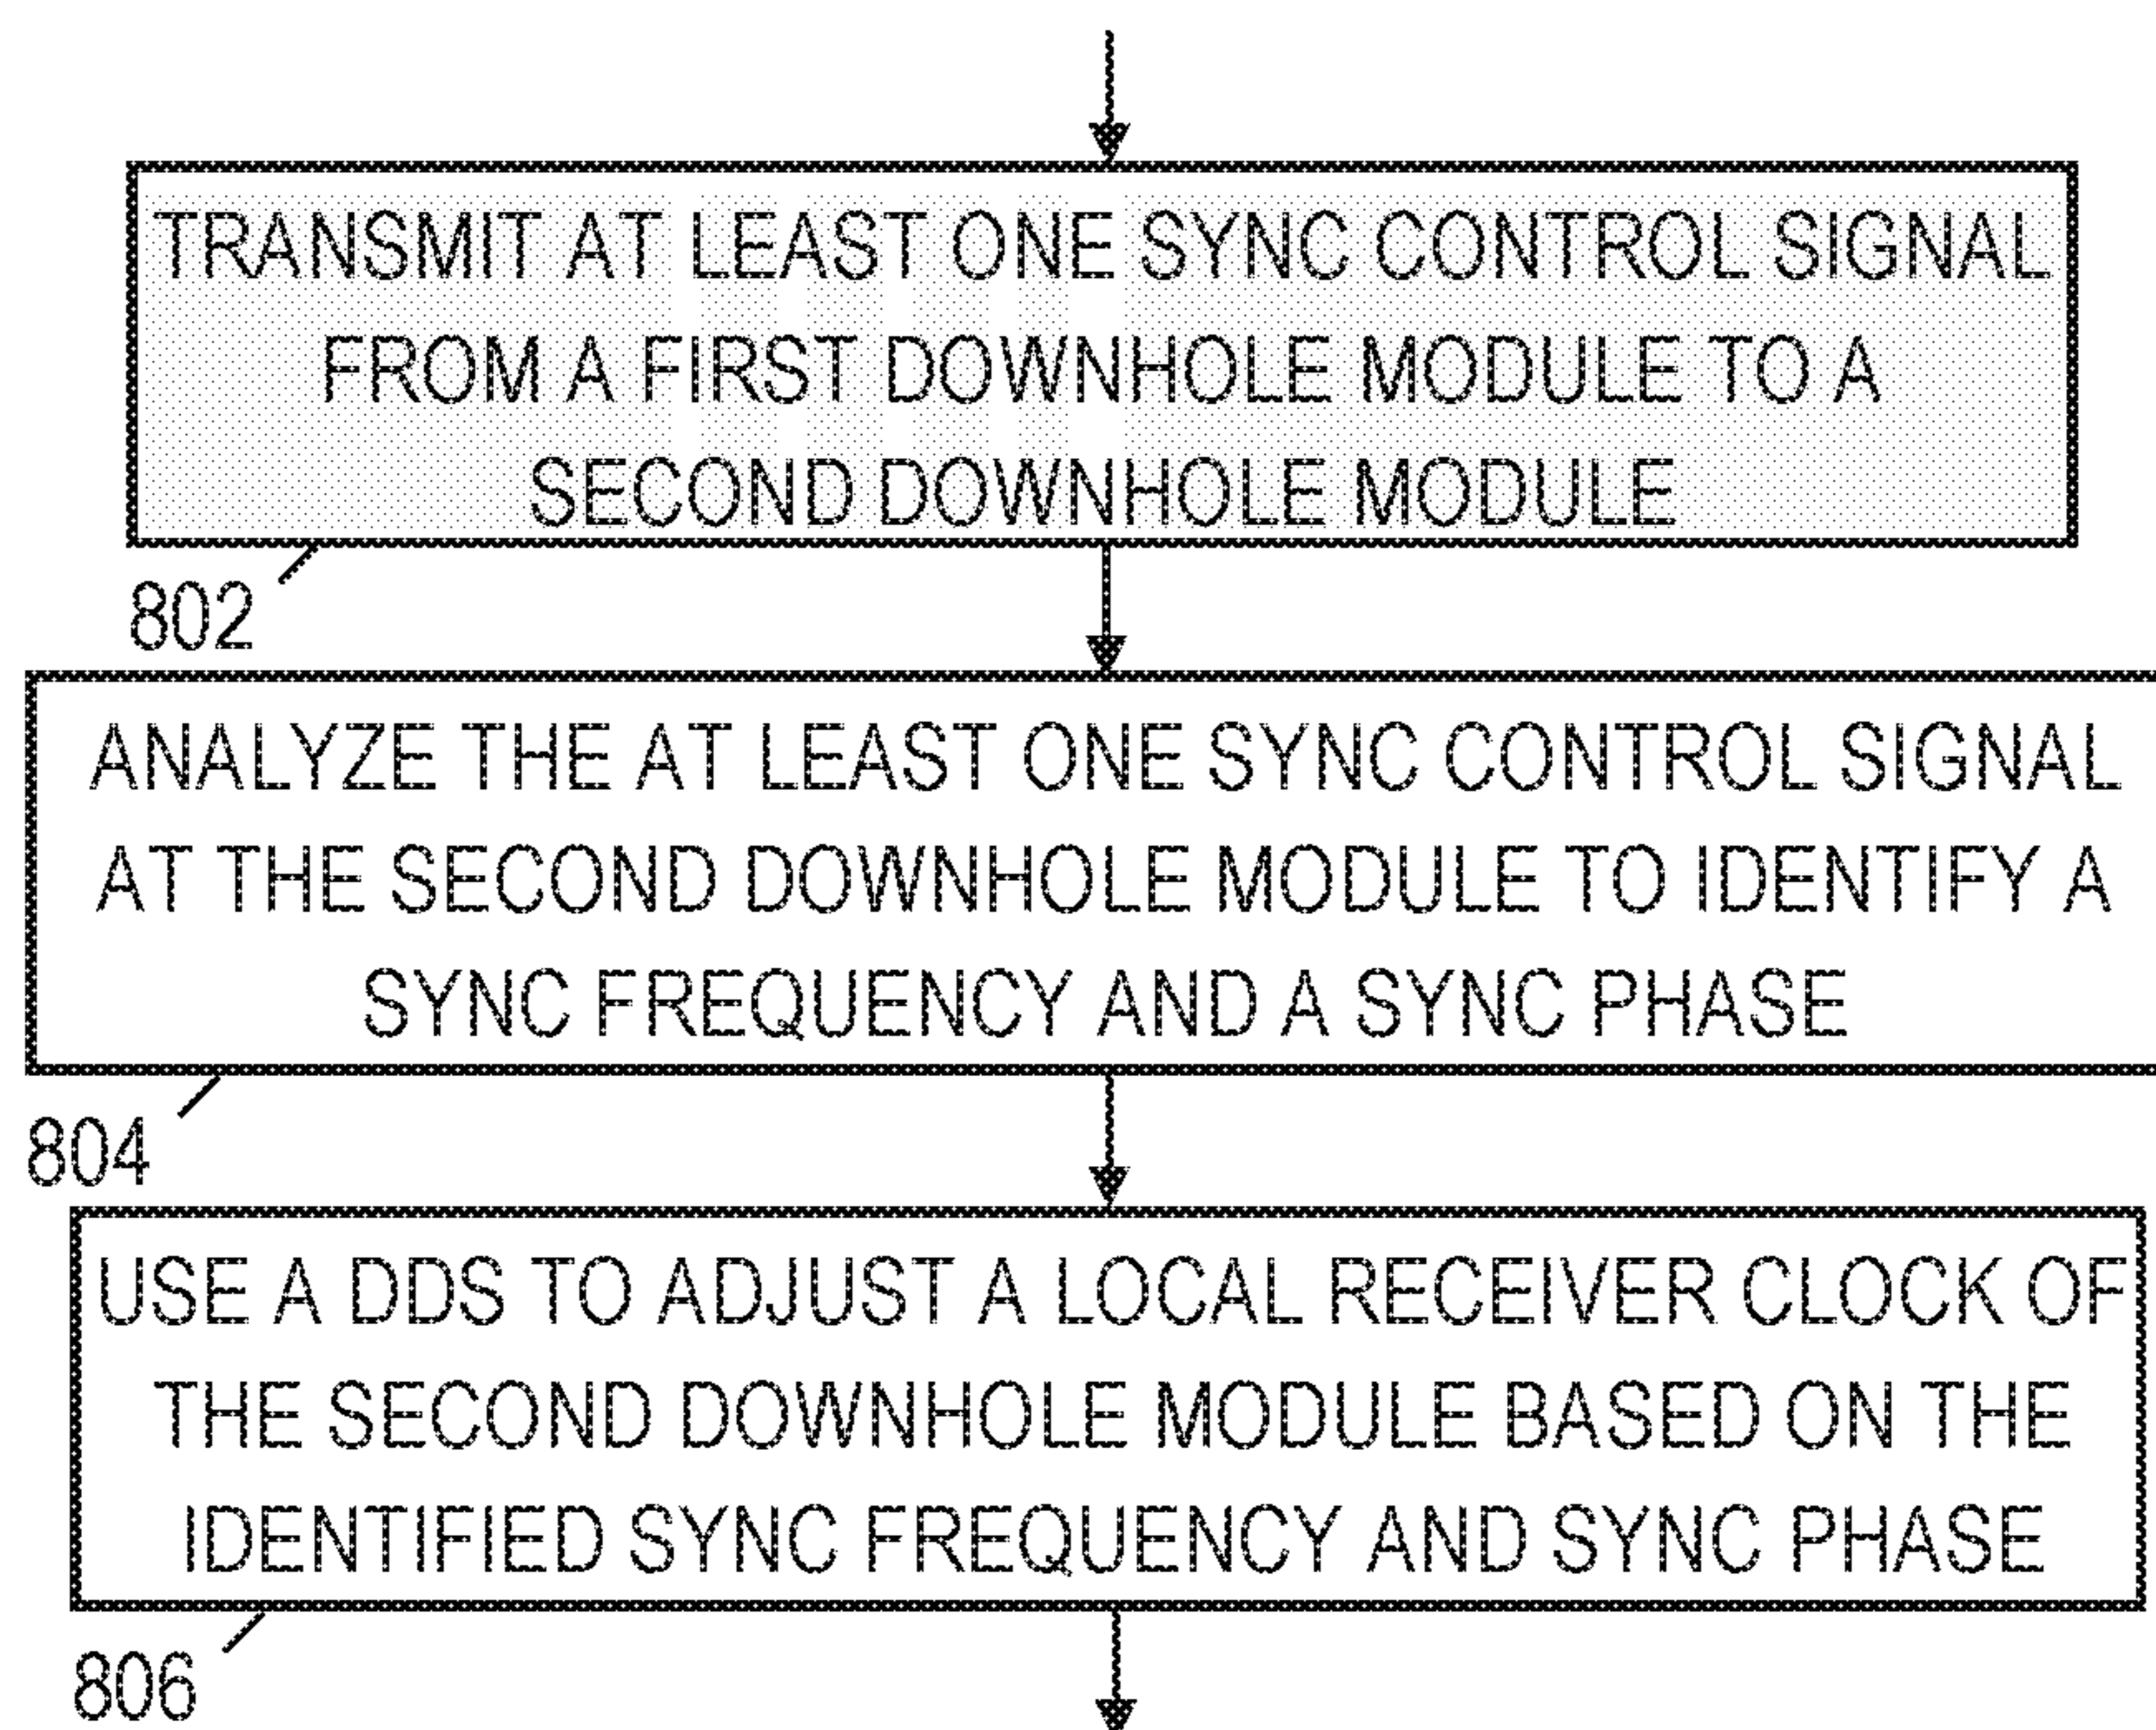 TRANSMIT AT LEAST ONE SYNC CONTROL SIGNAL
FROM A FIRST DOWNHOLE MODULE TO A
SECOND DOWNHOLE MODULE
802
ANALYZE THE AT LEAST ONE SYNC CONTROL SIGNAL
AT THE SECOND DOWNHOLE MODULE TO IDENTIFY A
SYNC FREQUENCY AND A SYNC PHASE
804
USE A DDS TO ADJUST A LOCAL RECEIVER CLOCK OF
THE SECOND DOWNHOLE MODULE BASED ON THE
IDENTIFIED SYNC FREQUENCY AND SYNC PHASE
806